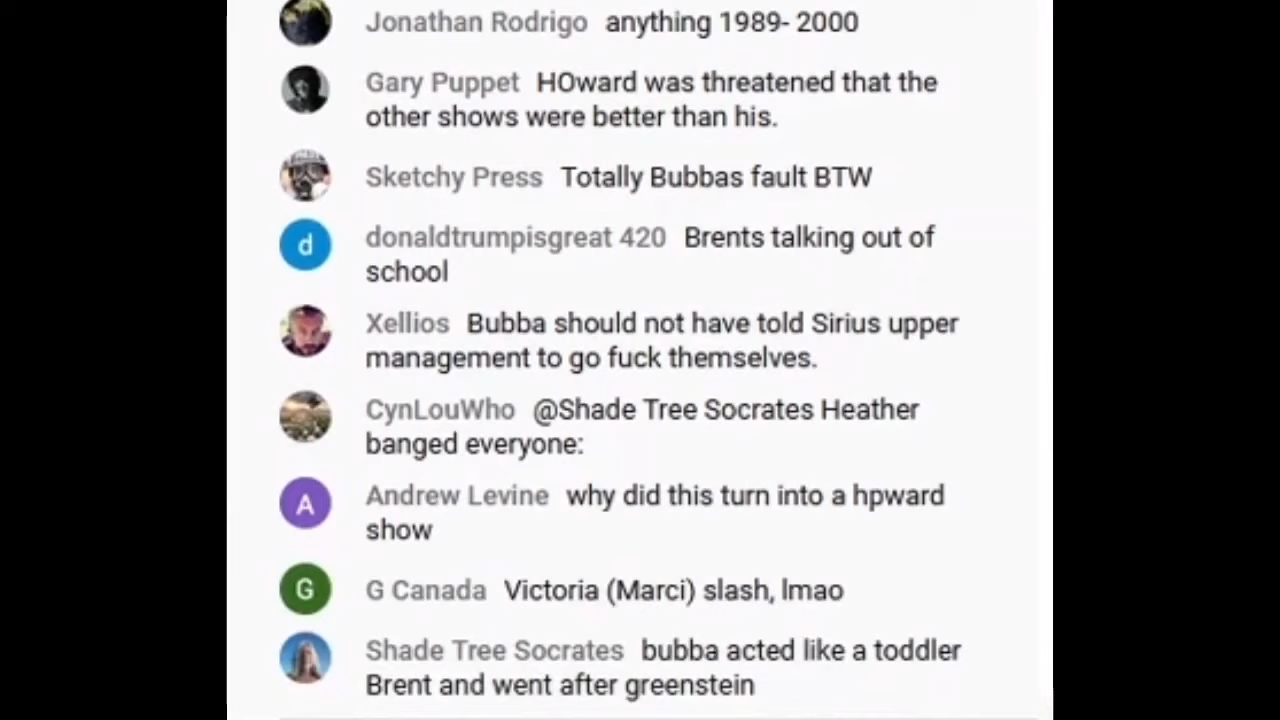 Jonathan Rodrigo anything 1989- 2000
Gary Puppet HOward was threatened that the
other shows were better than his.
Sketchy Press Totally Bubbas fault BTW
d donaldtrumpisgreat 420 Brents talking out of
school
Xellios Bubba should not have told Sirius upper
management to go fuck themselves.
CynLouWho @Shade Tree Socrates Heather
banged everyone:
A Andrew Levine why did this turn into a hpward
show
G G Canada Victoria (Marci) slash, lmao
Shade Tree Socrates bubba acted like a toddler
Brent and went after greenstein